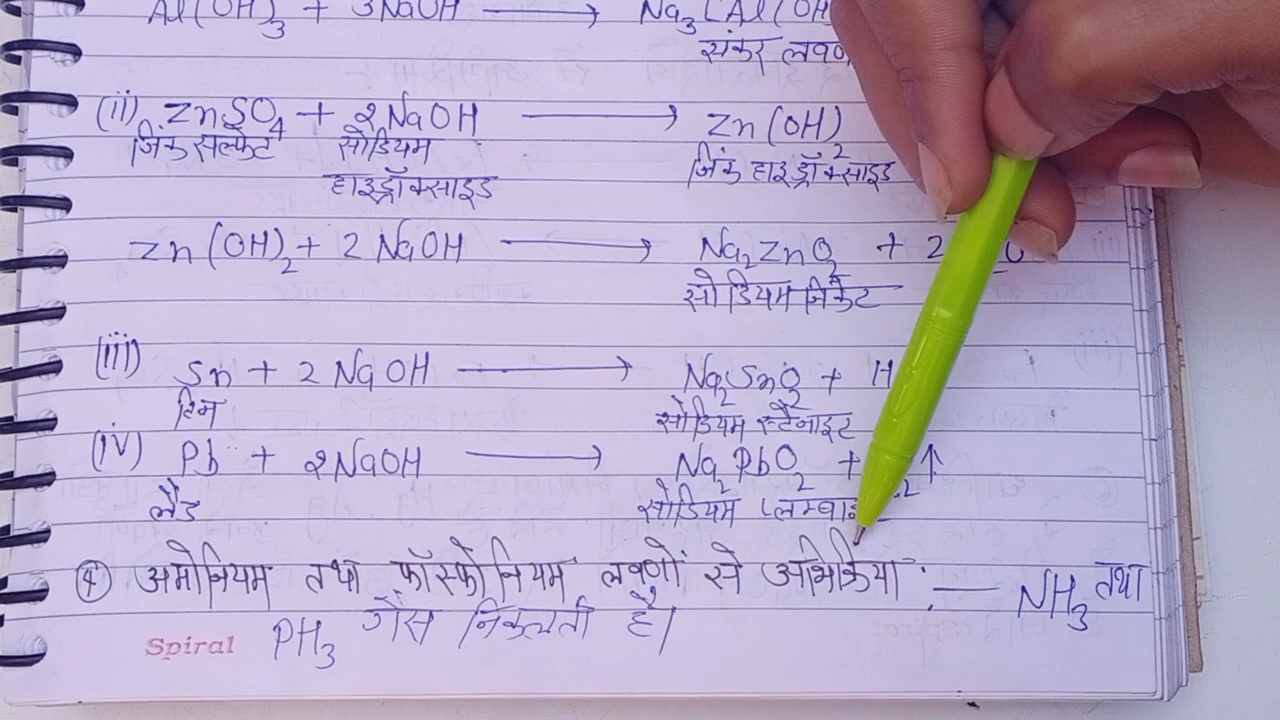 Al(OH)₃ + 3NaOH ⟶ Na₃[Al(OH
संकर लवण
(ii) ZnSO₄ + 2NaOH ⟶ Zn(OH)₂
जिंक सल्फेट सोडियम हाइड्रॉक्साइड जिंक हाइड्रॉक्साइड
Zn(OH)₂ + 2NaOH ⟶ Na₂ZnO₂ + 2
सोडियम जिंकेट
(iii) Sn + 2NaOH ⟶ Na₂SnO₂ + H
टिन सोडियम स्टैनाइट
(iv) Pb + 2NaOH ⟶ Na₂PbO₂ + ↑
लैड सोडियम प्लम्बाइ
④ अमोनियम तथा फॉस्फोनियम लवणों से अभिक्रिया :— NH₃ तथा
PH₃ गैस निकलती है।
Spiral